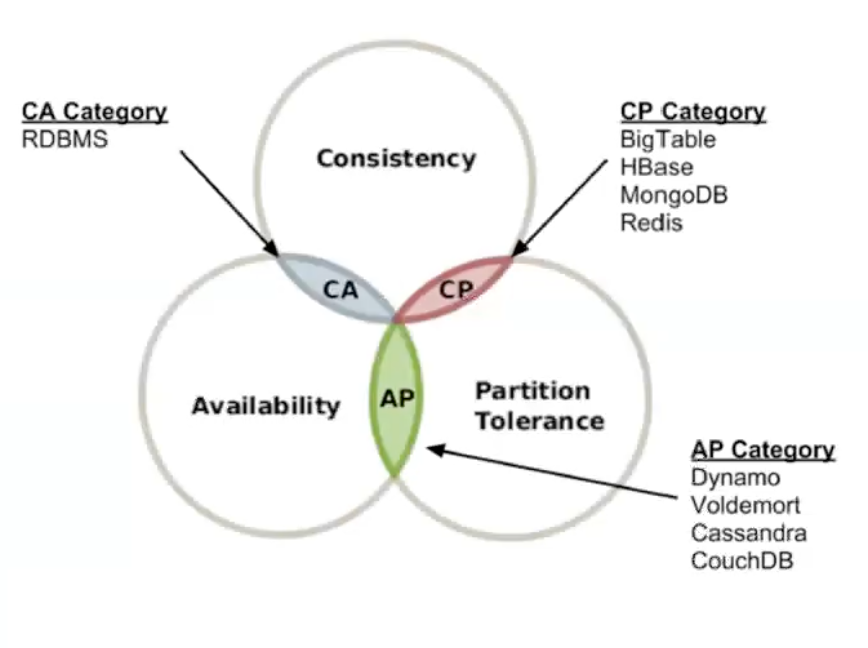 CA Category
RDBMS
CP Category
BigTable
HBase
MongoDB
Redis
Consistency
CA
CP
Availability
AP
Partition
Tolerance
AP Category
Dynamo
Voldemort
Cassandra
CouchDB